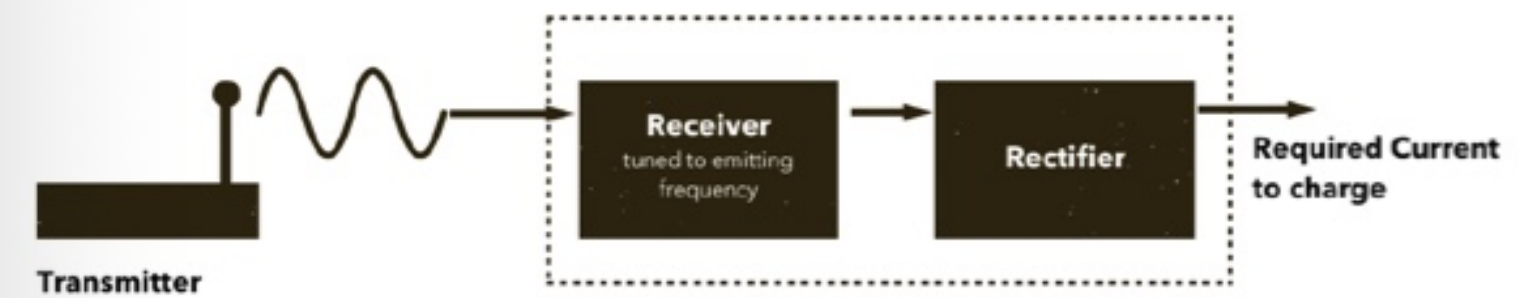 Transmitter
Receiver
tuned to emitting
frequency
Rectifier
Required Current
to charge